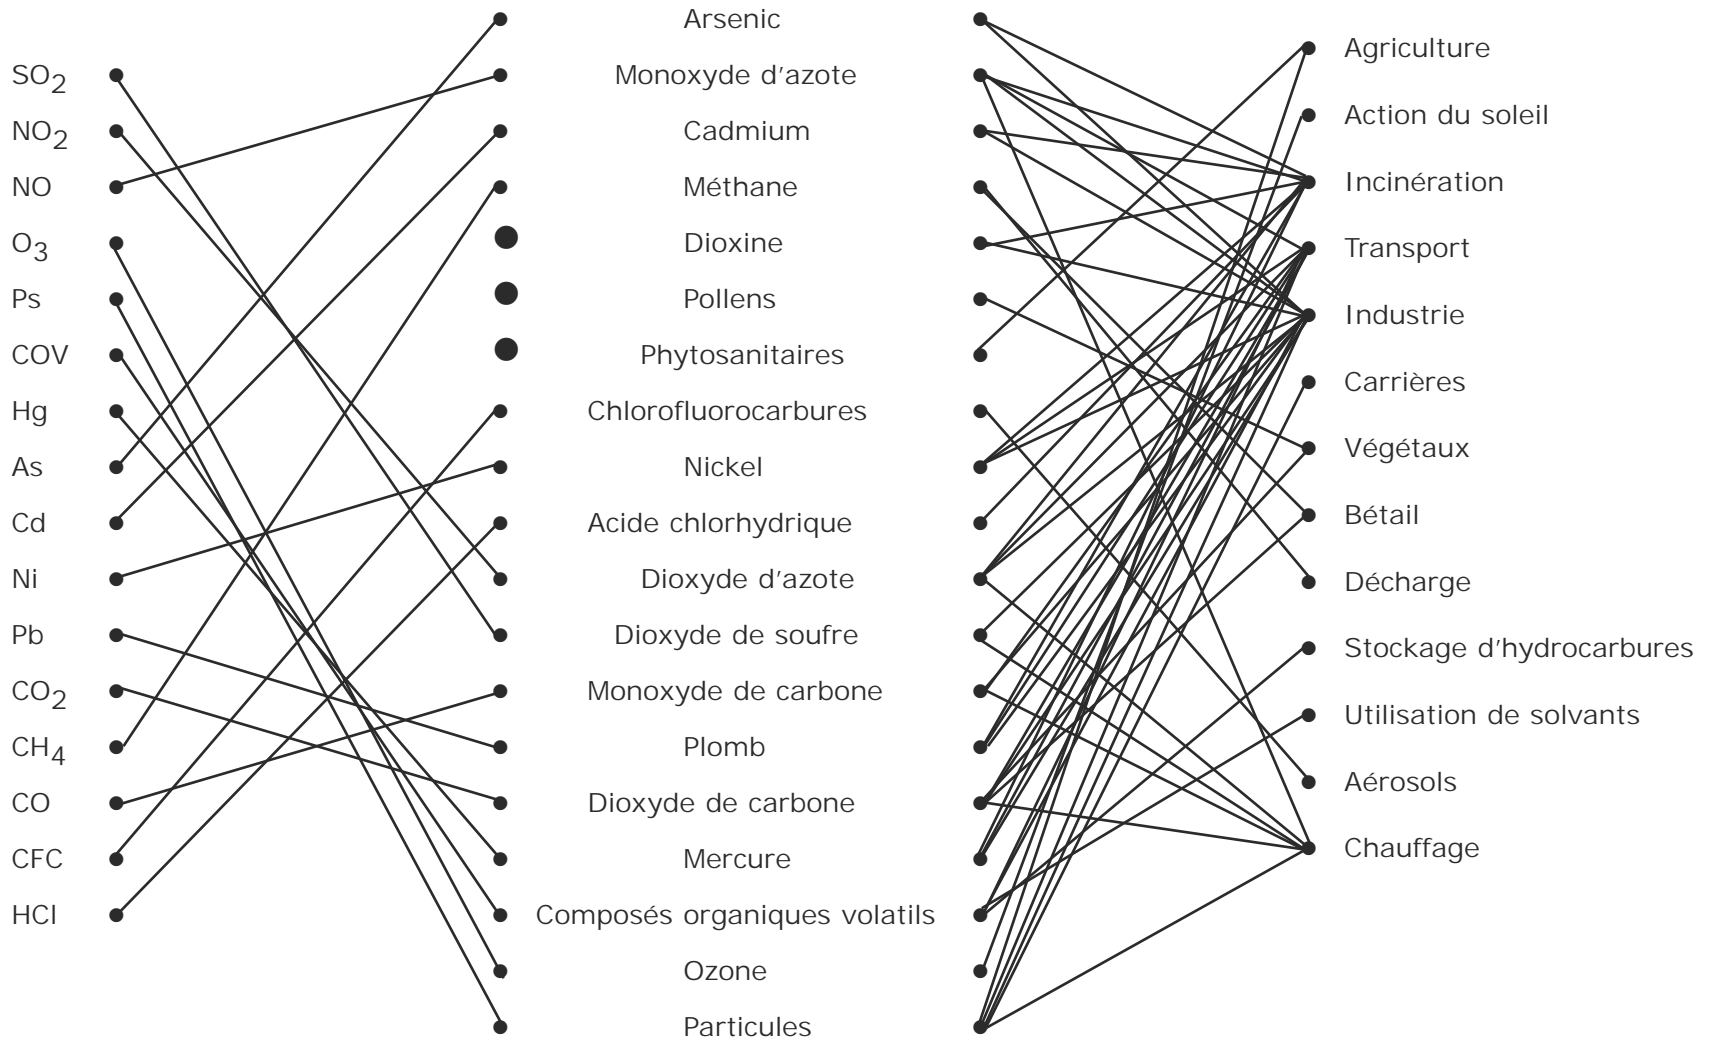 SO2
NO2
NO
O3
Ps
COV
Hg
As
Cd
Ni
Pb
CO2
CH4
CO
CFC
HCl
Arsenic
Monoxyde d'azote
Cadmium
Méthane
Dioxine
Pollens
Phytosanitaires
Chlorofluorocarbures
Nickel
Acide chlorhydrique
Dioxyde d'azote
Dioxyde de soufre
Monoxyde de carbone
Plomb
Dioxyde de carbone
Mercure
Composés organiques volatils
Ozone
Particules
Agriculture
Action du soleil
Incinération
Transport
Industrie
Carrières
Végétaux
Bétail
Décharge
Stockage d'hydrocarbures
Utilisation de solvants
Aérosols
Chauffage